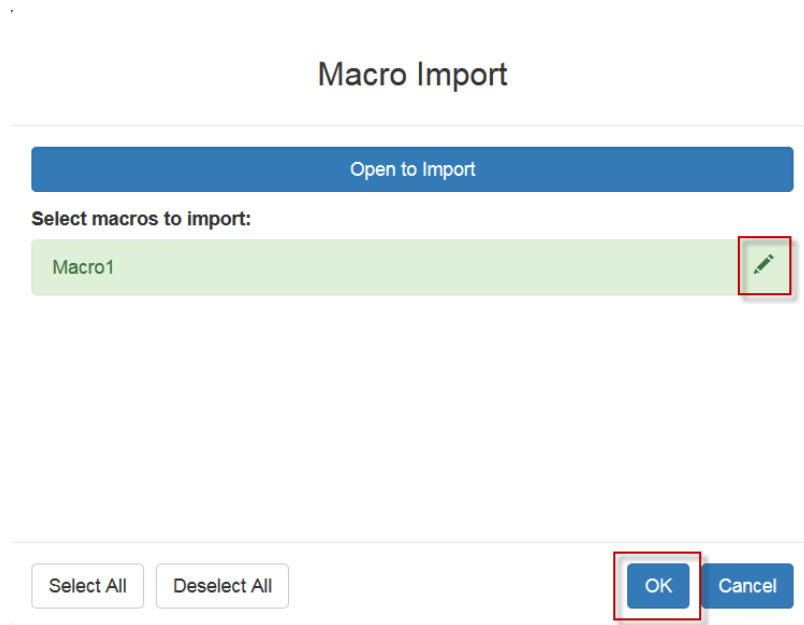 Macro Import
Open to Import
Select macros to import:
Macro1
Select All Deselect All OK Cancel